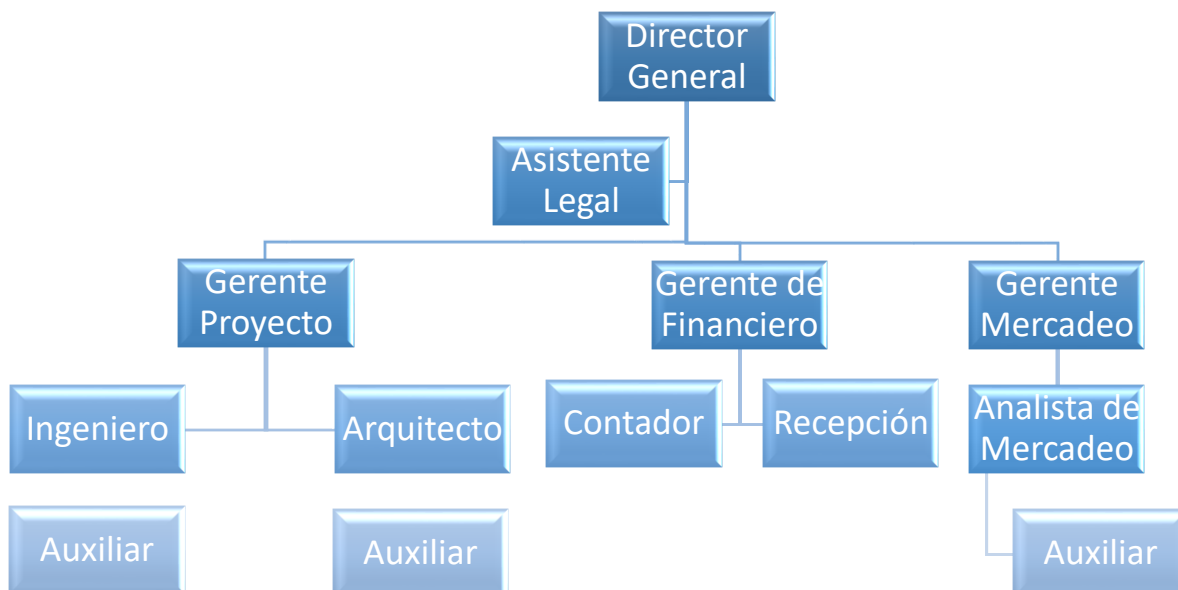 Director
General
Asistente
Legal
Gerente
Proyecto
Gerente de
Financiero
Gerente
Mercadeo
Ingeniero
Arquitecto
Contador
Recepción
Analista de
Mercadeo
Auxiliar
Auxiliar
Auxiliar